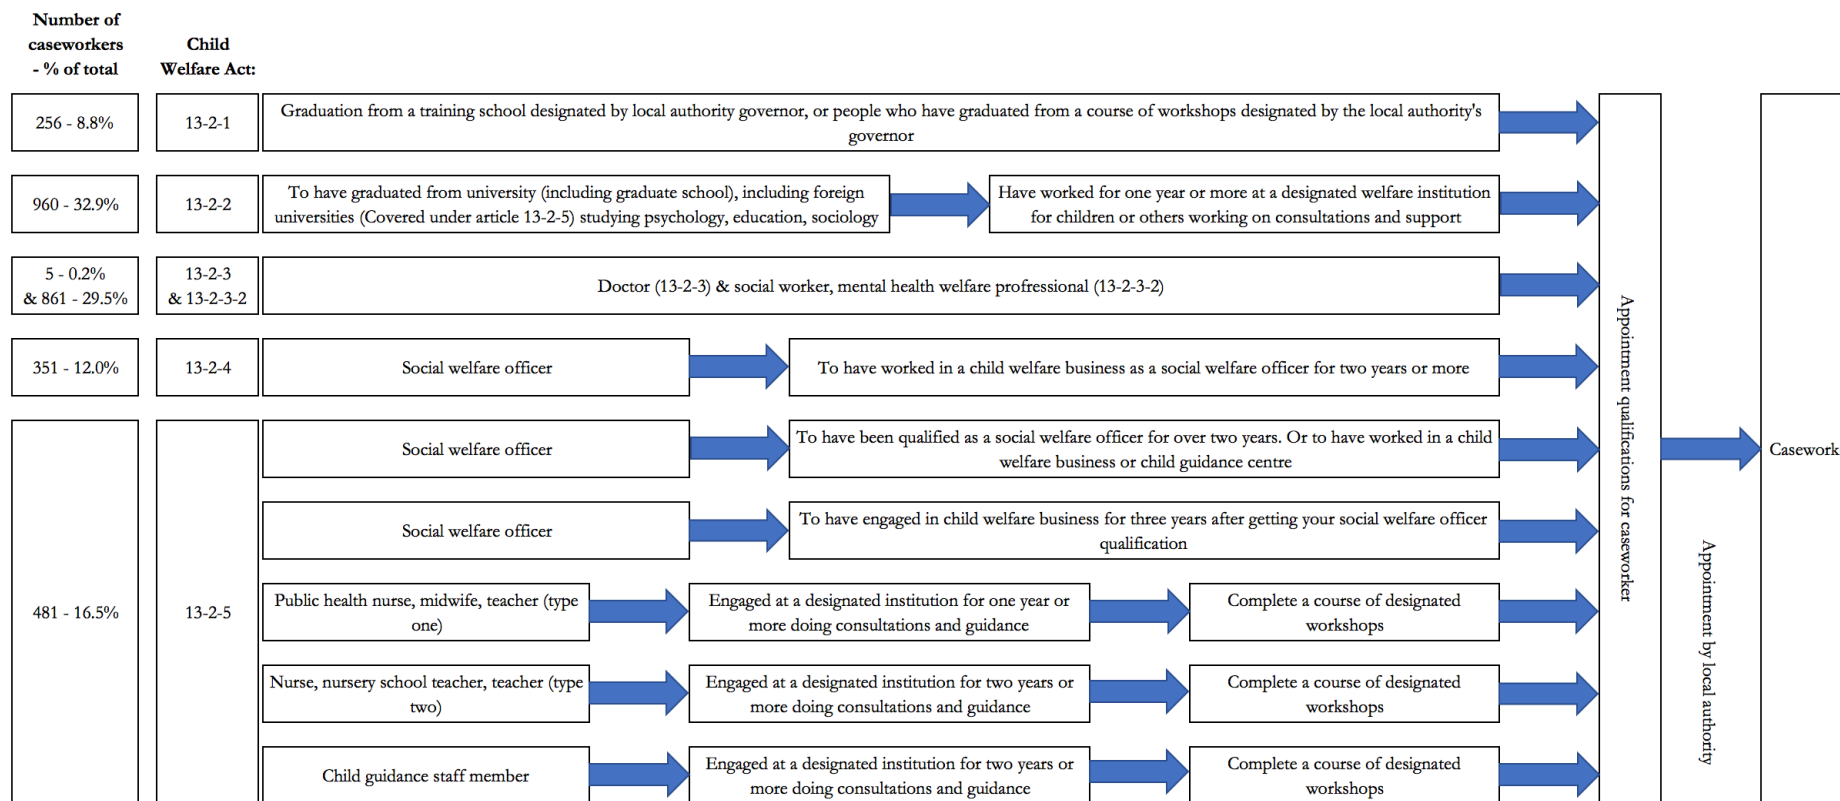 Number of
caseworkers
- % of total
Child
Welfare Act:
256 - 8.8%
13-2-1
Graduation from a training school designated by local authority governor, or people who have graduated from a course of workshops designated by the local authority's
governor
960 - 32.9%
13-2-2
To have graduated from university (including graduate school), including foreign
universities (Covered under article 13-2-5) studying psychology, education, sociology
Have worked for one year or more at a designated welfare institution
for children or others working on consultations and support
5 - 0.2%
& 861 - 29.5%
13-2-3
& 13-2-3-2
Doctor (13-2-3) & social worker, mental health welfare profressional (13-2-3-2)
351 - 12.0%
13-2-4
Social welfare officer
To have worked in a child welfare business as a social welfare officer for two years or more
481 - 16.5%
13-2-5
Social welfare officer
To have been qualified as a social welfare officer for over two years. Or to have worked in a child
welfare business or child guidance centre
Social welfare officer
To have engaged in child welfare business for three years after getting your social welfare officer
qualification
Public health nurse, midwife, teacher (type
one)
Engaged at a designated institution for one year or
more doing consultations and guidance
Complete a course of designated
workshops
Nurse, nursery school teacher, teacher (type
two)
Engaged at a designated institution for two years or
more doing consultations and guidance
Complete a course of designated
workshops
Child guidance staff member
Engaged at a designated institution for two years or
more doing consultations and guidance
Complete a course of designated
workshops
Appointment qualifications for caseworker
Appointment by local authority
Casework